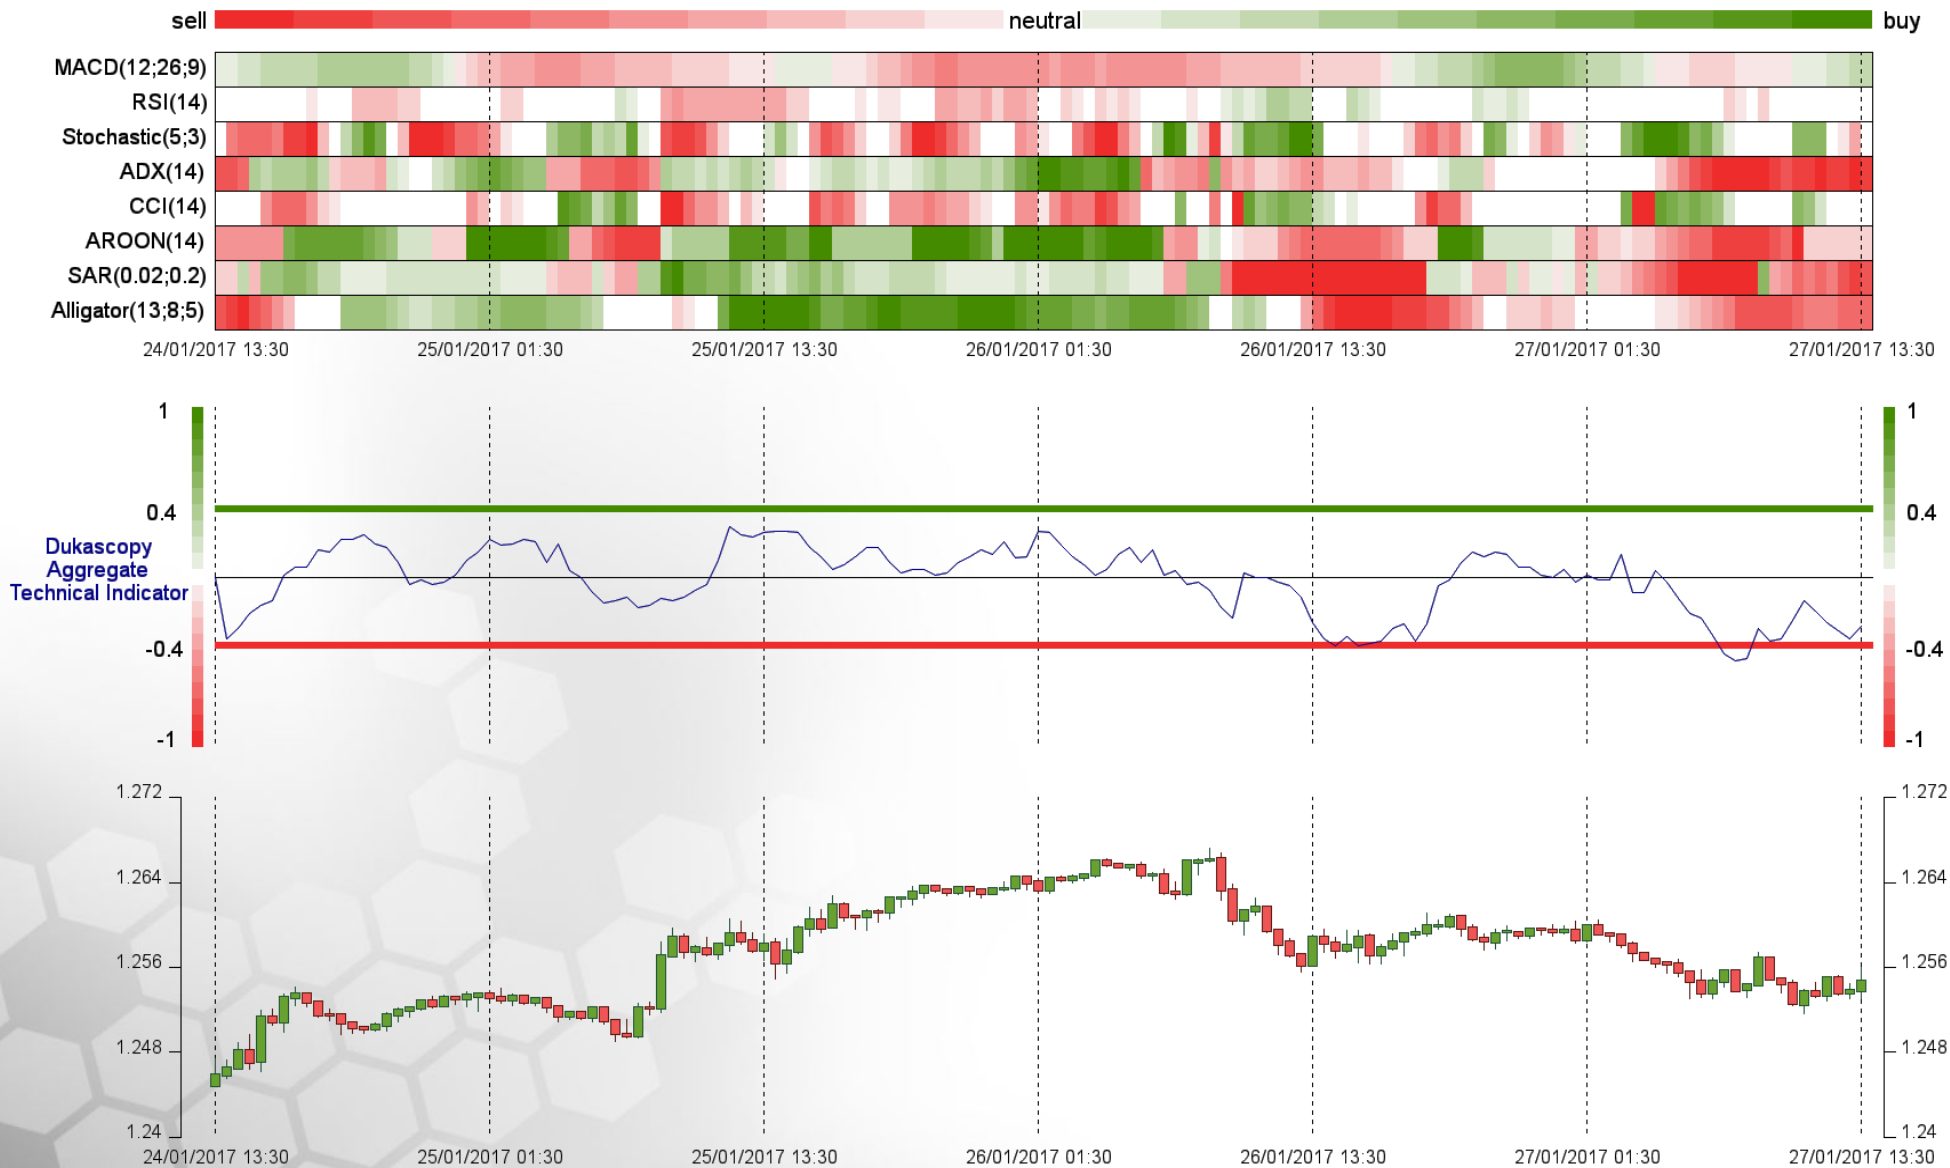 sell neutral buy
MACD(12;26;9)
RSI(14)
Stochastic(5;3)
ADX(14)
CCI(14)
AROON(14)
SAR(0.02;0.2)
Alligator(13;8;5)
24/01/2017 13:30 25/01/2017 01:30 25/01/2017 13:30 26/01/2017 01:30 26/01/2017 13:30 27/01/2017 01:30 27/01/2017 13:30
1 1
0.4 0.4
Dukascopy
Aggregate
Technical Indicator
-0.4 -0.4
-1 -1
1.272 1.272
1.264 1.264
1.256 1.256
1.248 1.248
1.24 1.24
24/01/2017 13:30 25/01/2017 01:30 25/01/2017 13:30 26/01/2017 01:30 26/01/2017 13:30 27/01/2017 01:30 27/01/2017 13:30